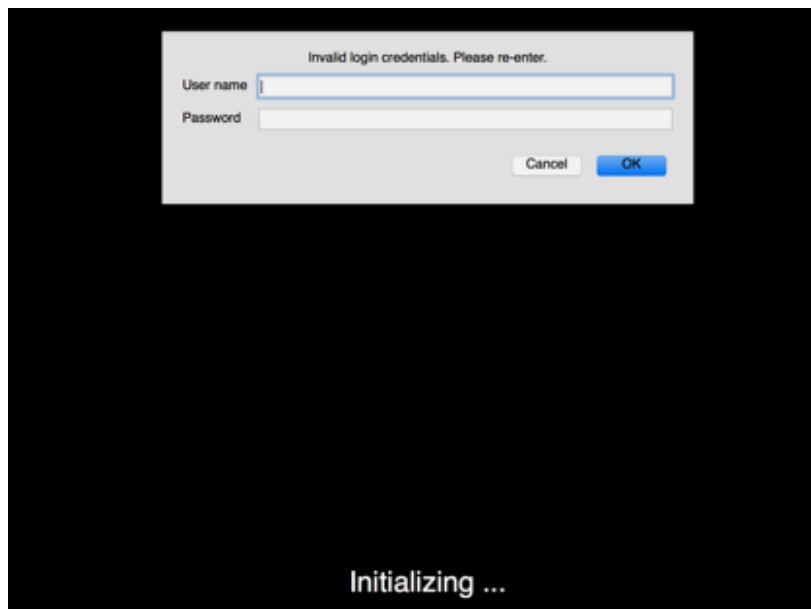 Invalid login credentials. Please re-enter.
User name
Password
Cancel OK
Initializing ...